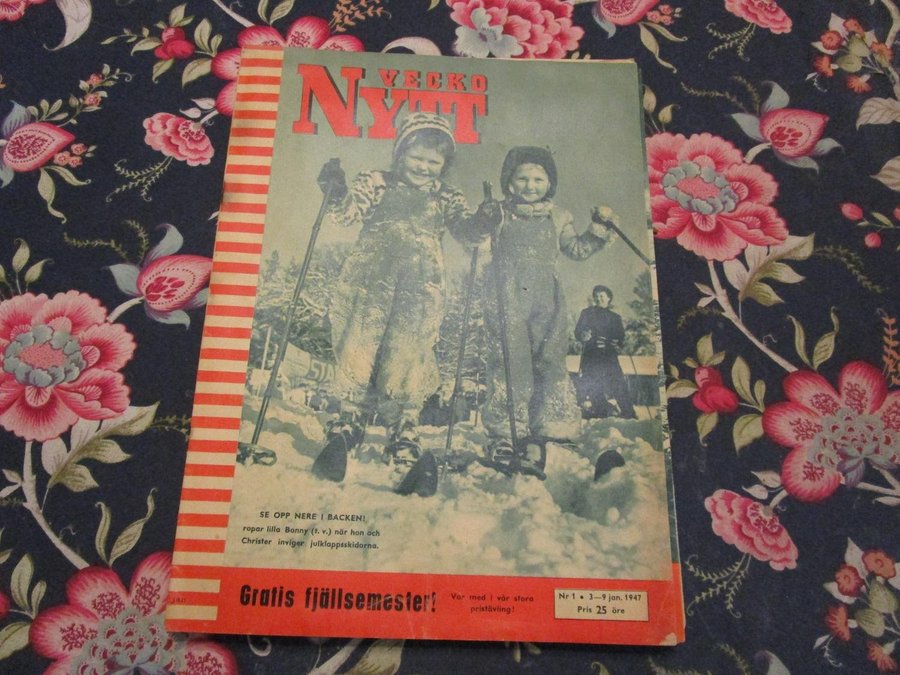 VECKO
NYTT
SE OPP NERE I BACKEN!
ropar lilla Bonny (t. v.) när hon och
Christer inviger julklappsskidorna.
Gratis fjällsemester!
Var med i vår stora
pristävling!
Nr 1 • 3—9 jan. 1947
Pris 25 öre